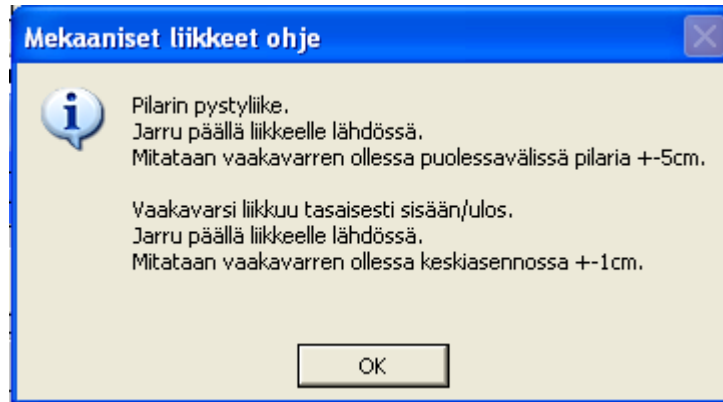 Mekaaniset liikkeet ohje
Pilarin pystyliike.
Jarru päällä liikkeelle lähdössä.
Mitataan vaakavarren ollessa puolessavälissä pilaria +-5cm.
Vaakavarsi liikkuu tasaisesti sisään/ulos.
Jarru päällä liikkeelle lähdössä.
Mitataan vaakavarren ollessa keskiasennossa +-1cm.
OK